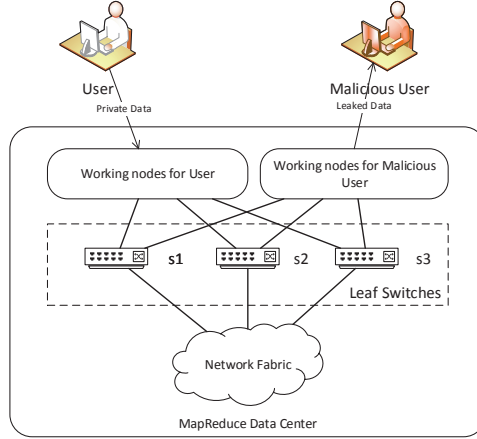 User
Malicious User
Private Data
Leaked Data
Working nodes for User
Working nodes for Malicious
User
s1
s2
s3
Leaf Switches
Network Fabric
MapReduce Data Center